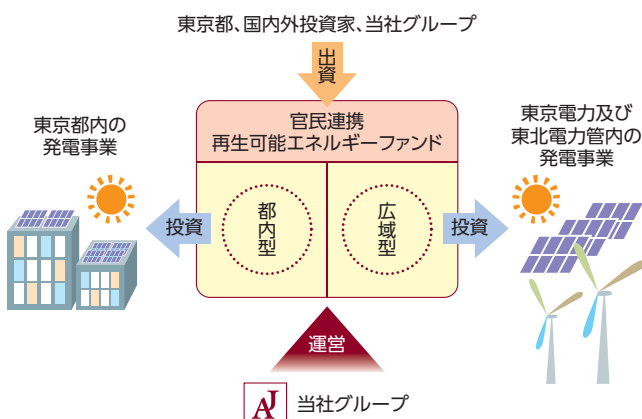 東京都、国内外投資家、当社グループ
出資
官民連携
再生可能エネルギーファンド
東京都内の
発電事業
東京電力及び
東北電力管内の
発電事業
投資
都内型
広域型
投資
運営
AJ 当社グループ